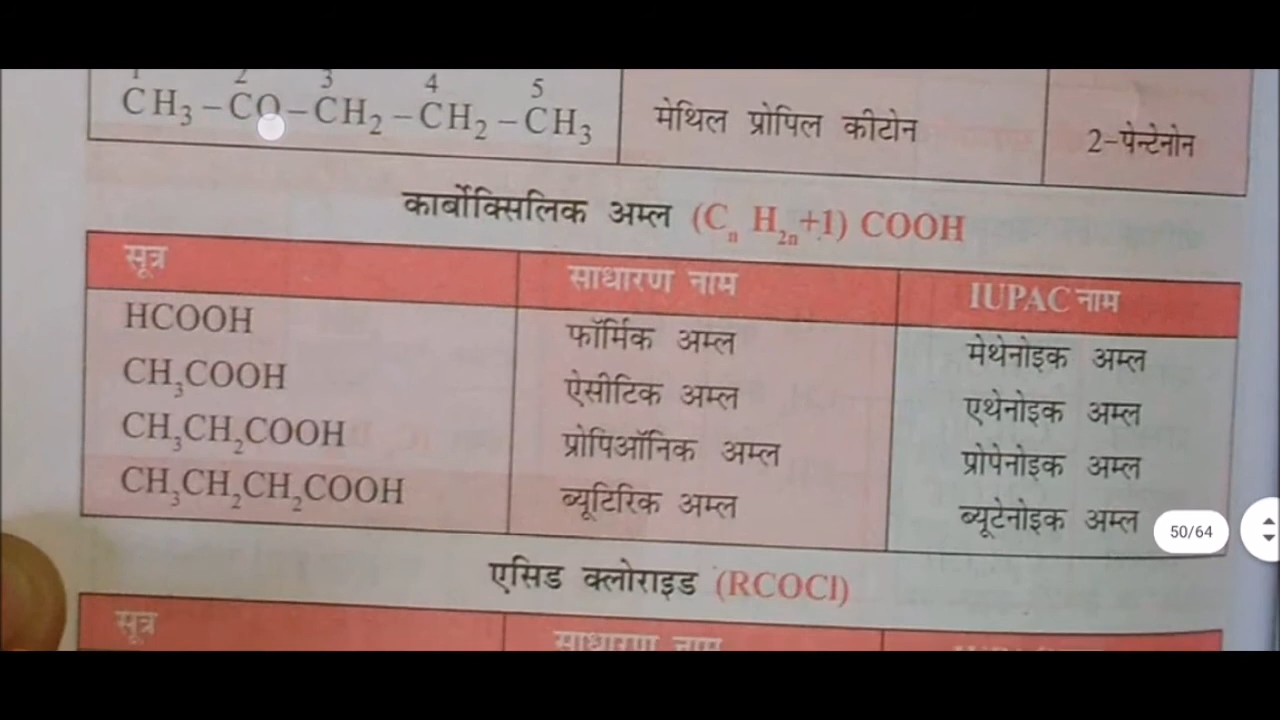 1 2 3 4 5
CH₃ – CO – CH₂ – CH₂ – CH₃ मेथिल प्रोपिल कीटोन 2-पेन्टेनोन
कार्बोक्सिलिक अम्ल (Cₙ H₂ₙ+1) COOH
सूत्र साधारण नाम IUPAC नाम
HCOOH फॉर्मिक अम्ल मेथेनोइक अम्ल
CH₃COOH ऐसीटिक अम्ल एथेनोइक अम्ल
CH₃CH₂COOH प्रोपिऑनिक अम्ल प्रोपेनोइक अम्ल
CH₃CH₂CH₂COOH ब्यूटिरिक अम्ल ब्यूटेनोइक अम्ल
50/64
एसिड क्लोराइड (RCOCl)
सूत्र साधारण नाम